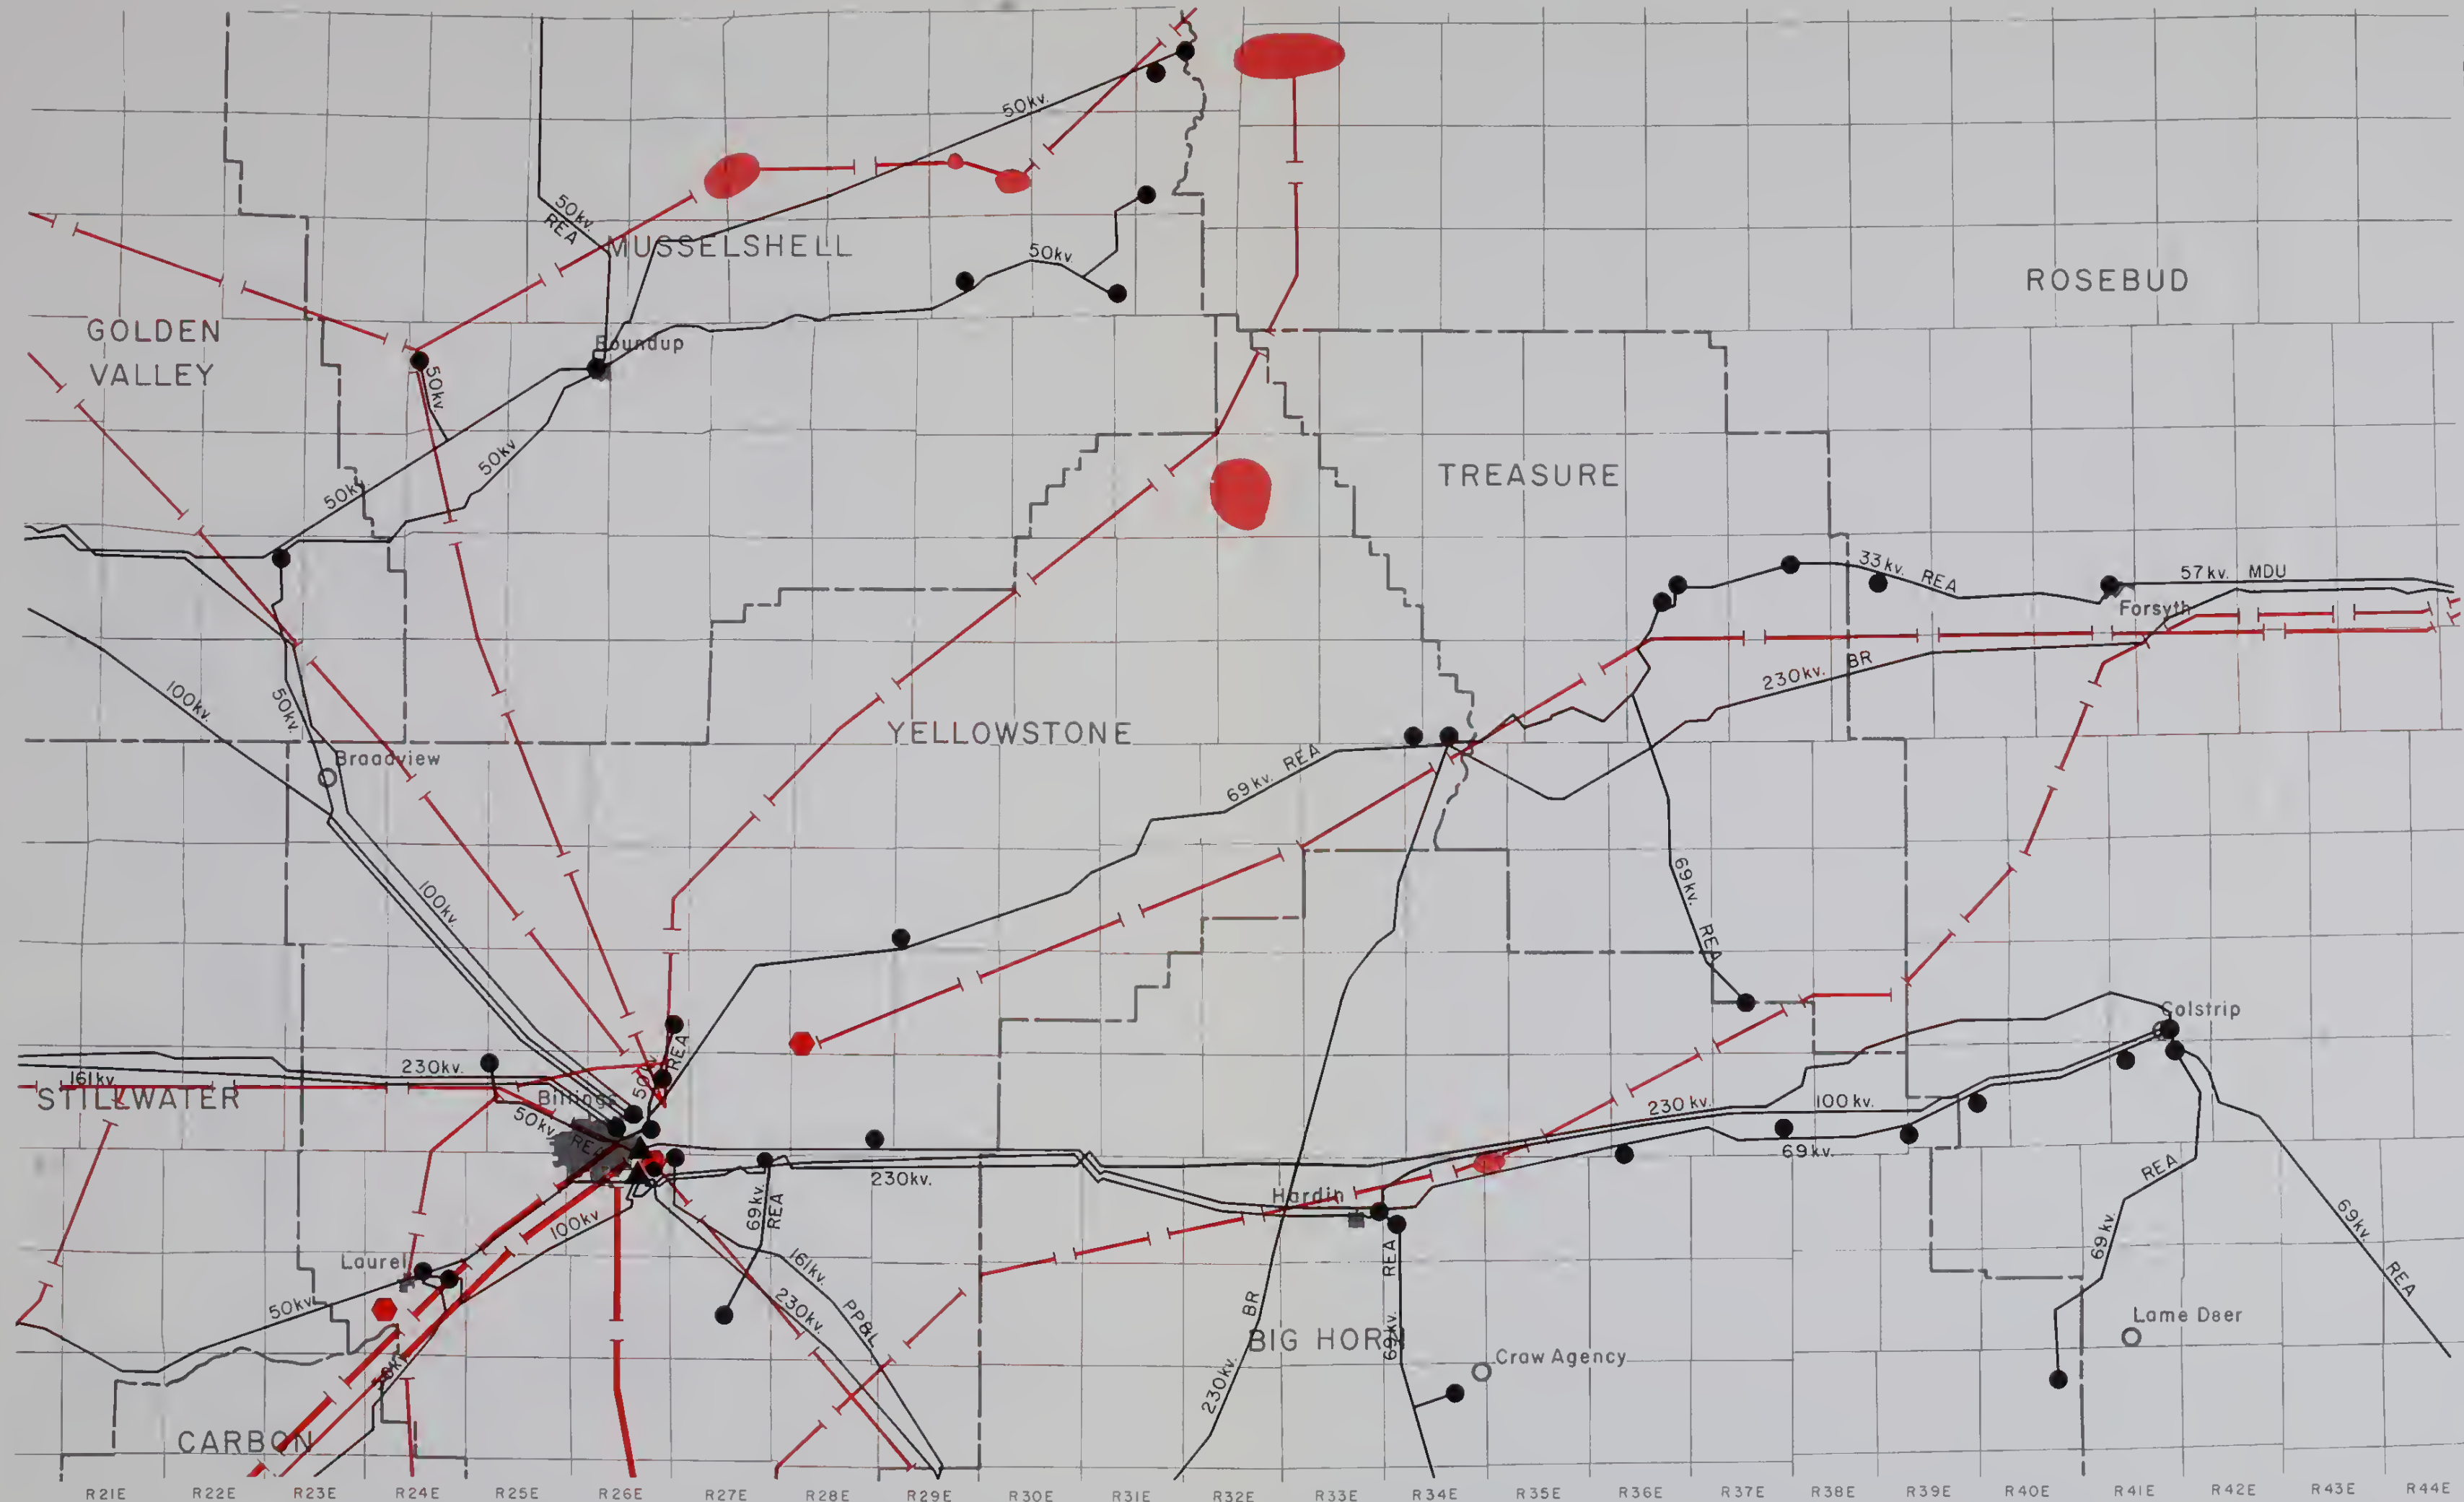 50kv.
50kv.
REA
MUSSELSHELL
50kv.
ROSEBUD
GOLDEN
VALLEY
Roundup
50kv.
50kv.
50kv.
TREASURE
33kv. REA
57kv. MDU
Forsyth
BR
230kv.
100kv.
50kv.
YELLOWSTONE
Broadview
69kv. REA
69kv.
REA
100kv.
Colstrip
50kv.
REA
230kv.
161kv.
STILLWATER
Billings
50kv.
REA
230kv.
100kv.
69kv.
230kv.
69kv.
REA
100kv
Hardin
REA
69kv.
REA
Laurel
50kv.
161kv.
PP&L
230kv.
BR
230kv.
REA
69kv.
BIG HORN
Craw Agency
Lame Deer
69kv.
REA
CARBON
R21E R22E R23E R24E R25E R26E R27E R28E R29E R30E R31E R32E R33E R34E R35E R36E R37E R38E R39E R40E R41E R42E R43E R44E